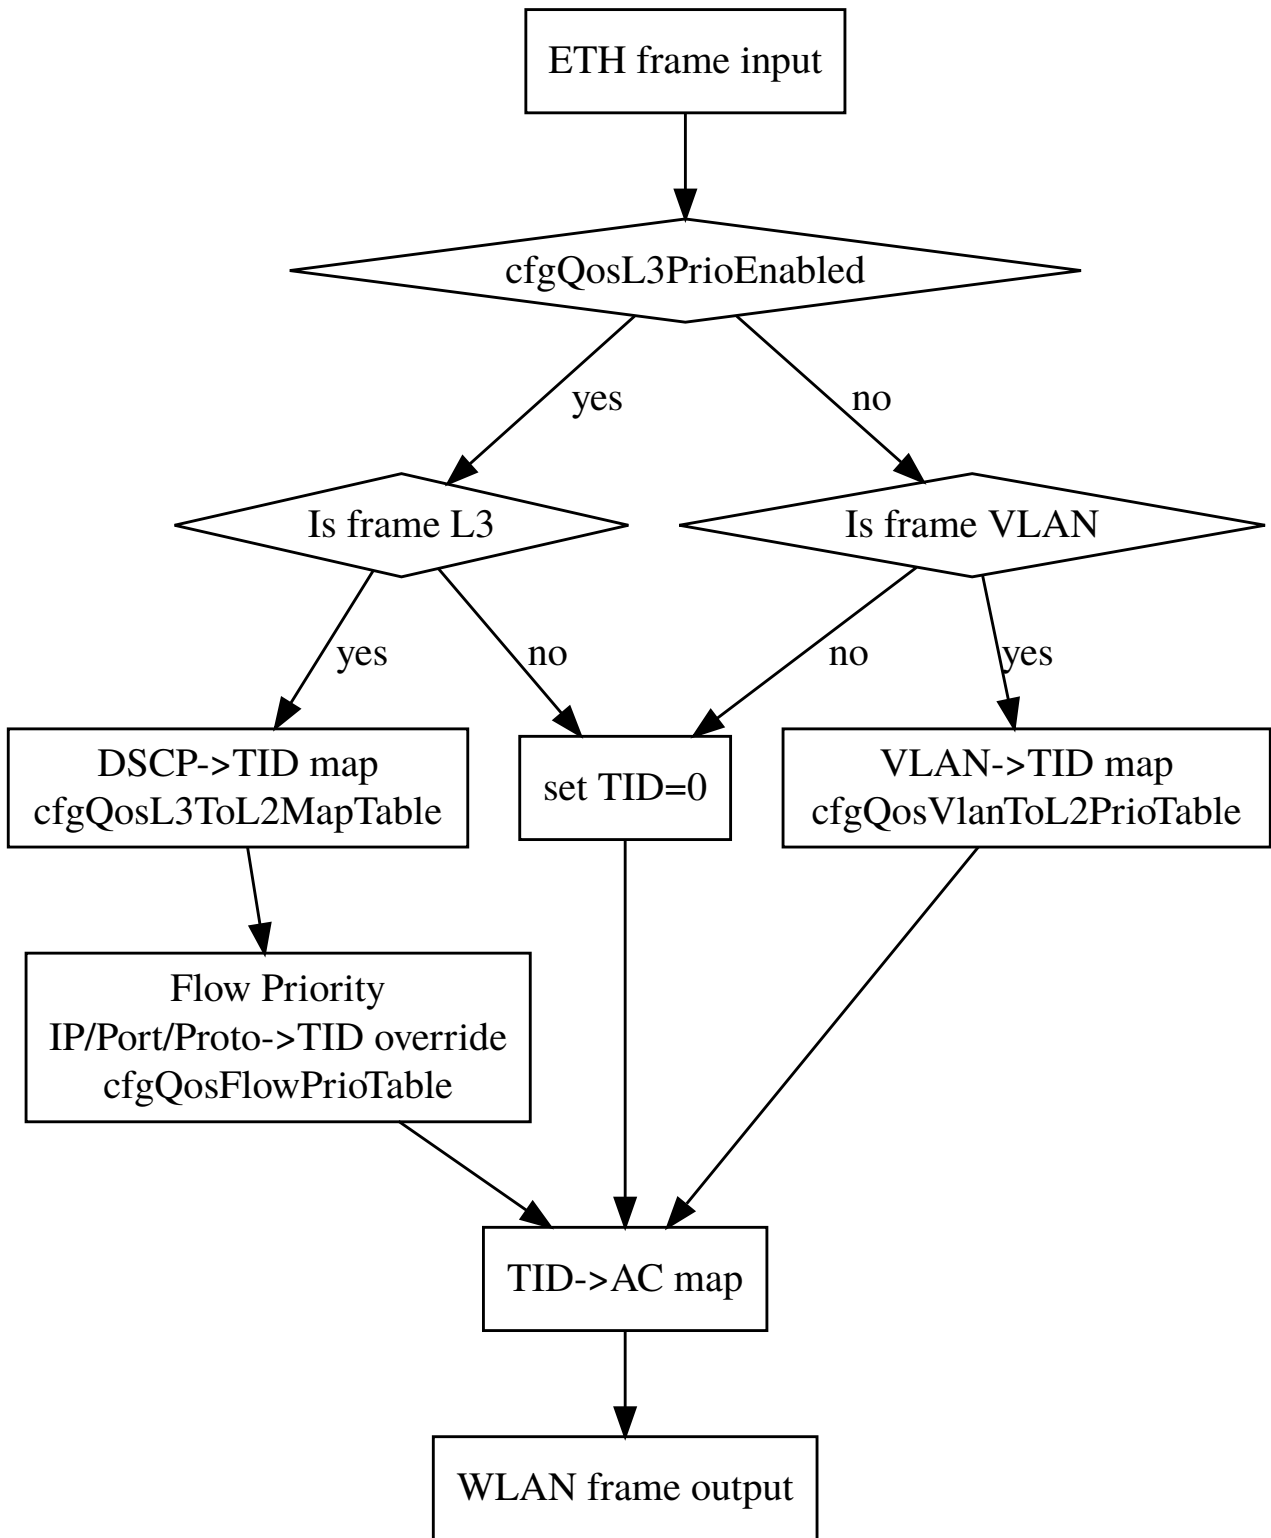 ETH frame input
cfgQosL3PrioEnabled
yes
no
Is frame L3
Is frame VLAN
yes
no
no
yes
DSCP->TID map
cfgQosL3ToL2MapTable
set TID=0
VLAN->TID map
cfgQosVlanToL2PrioTable
Flow Priority
IP/Port/Proto->TID override
cfgQosFlowPrioTable
TID->AC map
WLAN frame output